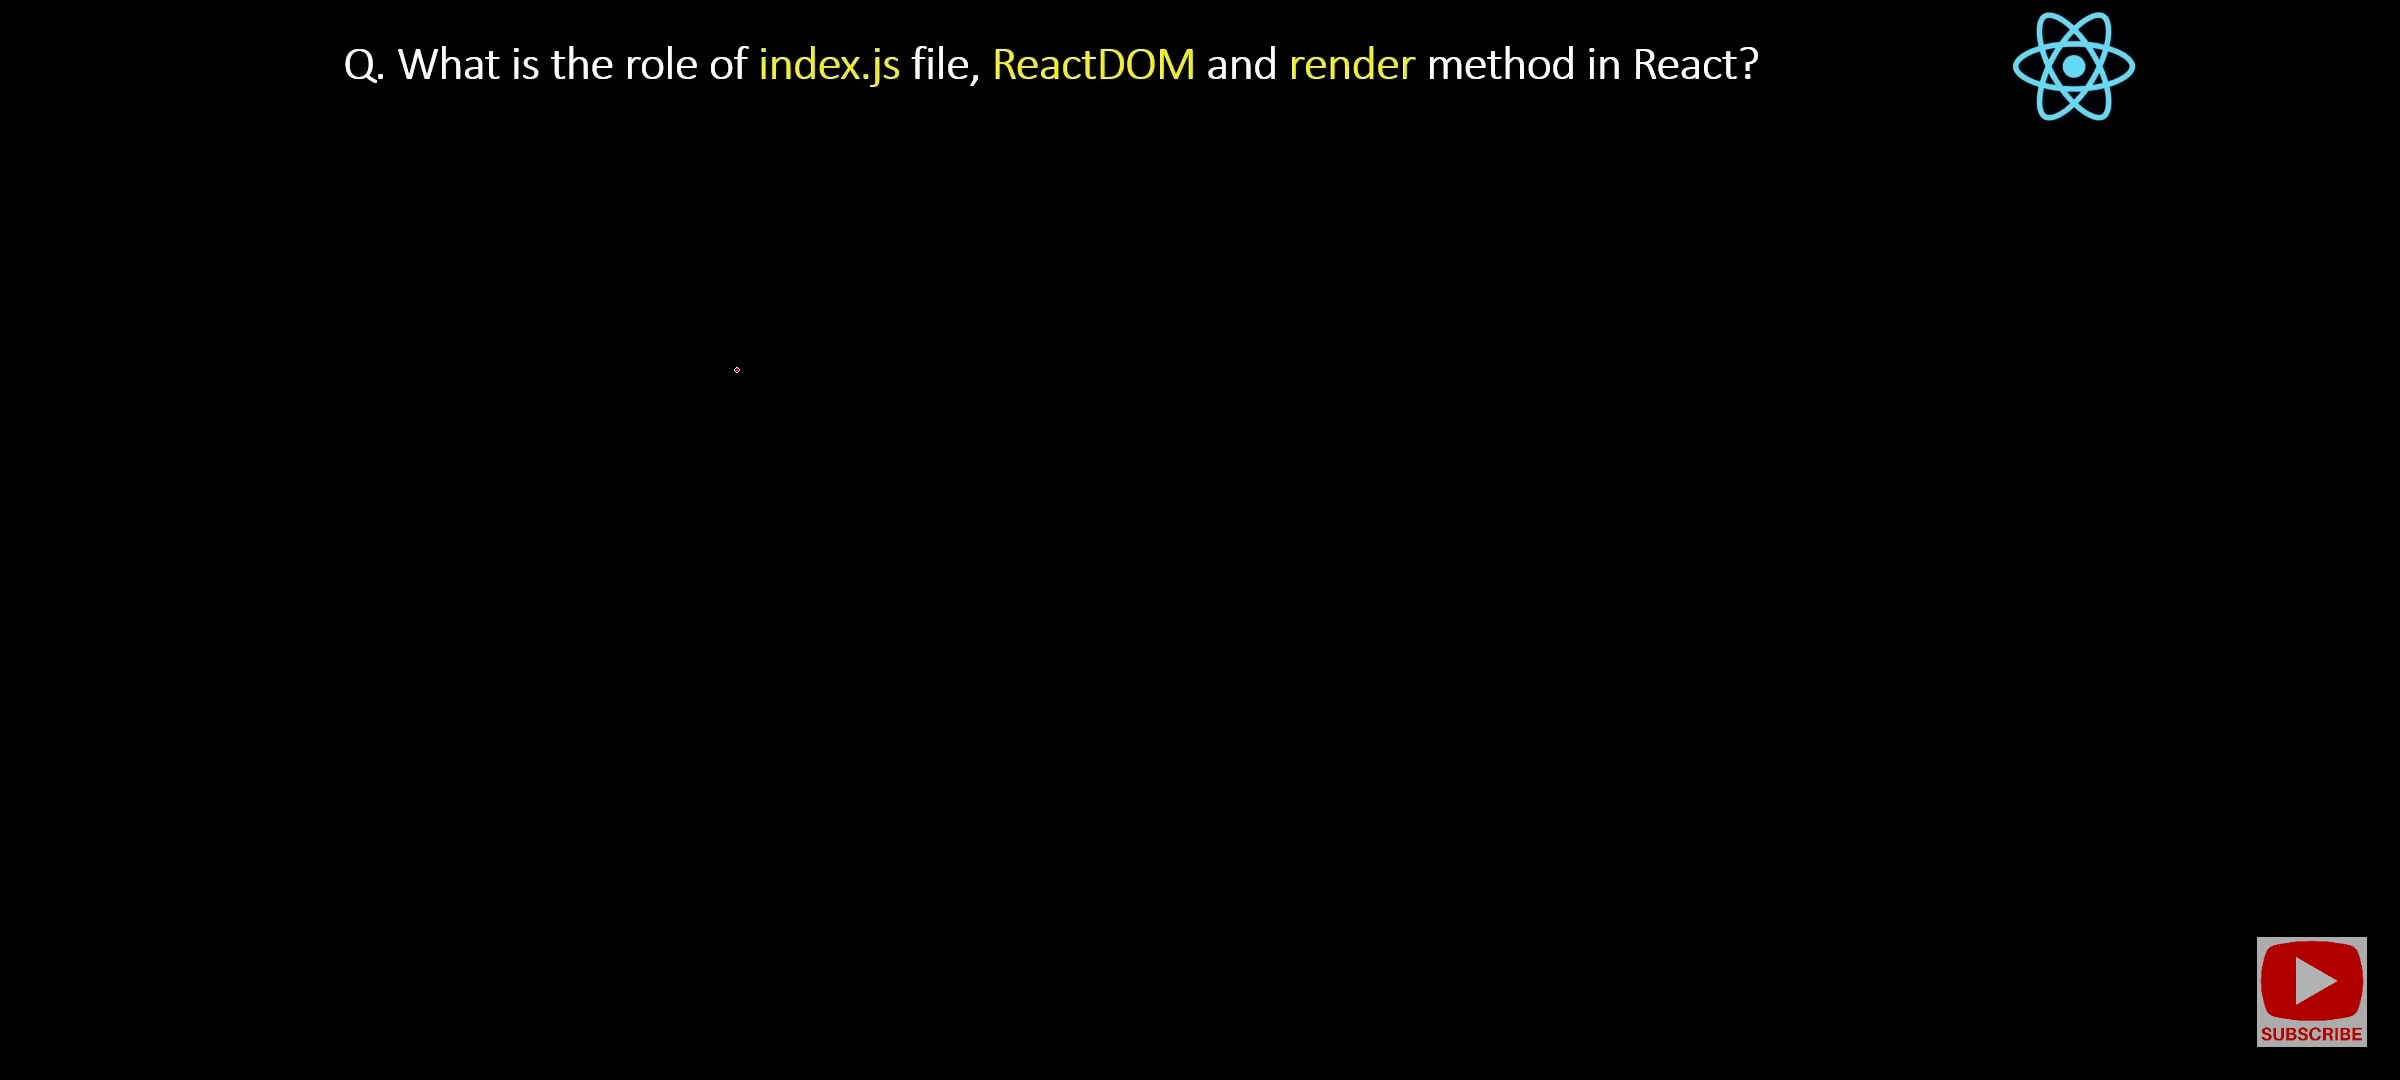 Q. What is the role of index.js file, ReactDOM and render method in React?
SUBSCRIBE